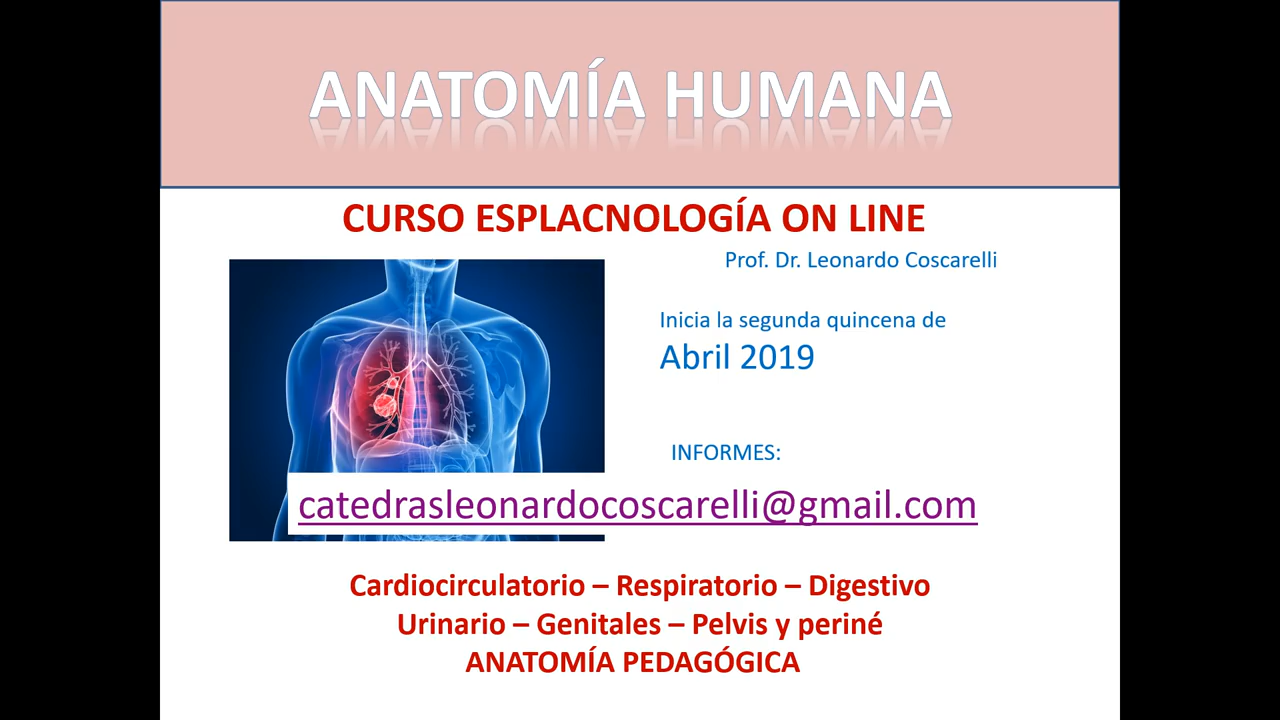 ANATOMÍA HUMANA
CURSO ESPLACNOLOGÍA ON LINE
Prof. Dr. Leonardo Coscarelli
Inicia la segunda quincena de
Abril 2019
INFORMES:
catedrasleonardocoscarelli@gmail.com
Cardiocirculatorio – Respiratorio – Digestivo
Urinario – Genitales – Pelvis y periné
ANATOMÍA PEDAGÓGICA